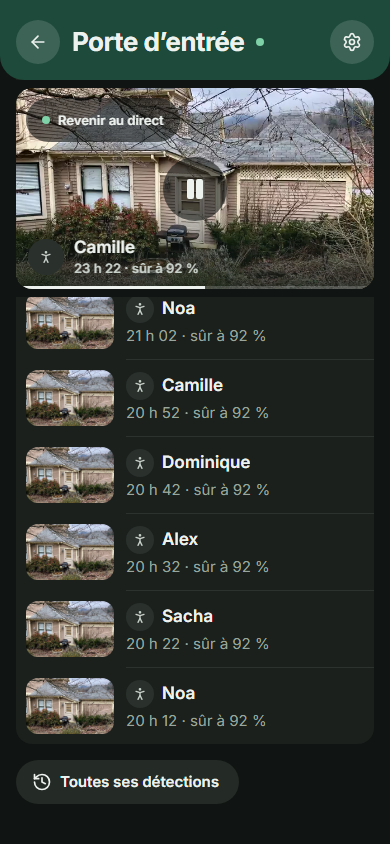 Porte d'entrée
Revenir au direct
Camille
23 h 22 · sûr à 92 %
Noa
21 h 02 · sûr à 92 %
Camille
20 h 52 · sûr à 92 %
Dominique
20 h 42 · sûr à 92 %
Alex
20 h 32 · sûr à 92 %
Sacha
20 h 22 · sûr à 92 %
Noa
20 h 12 · sûr à 92 %
Toutes ses détections